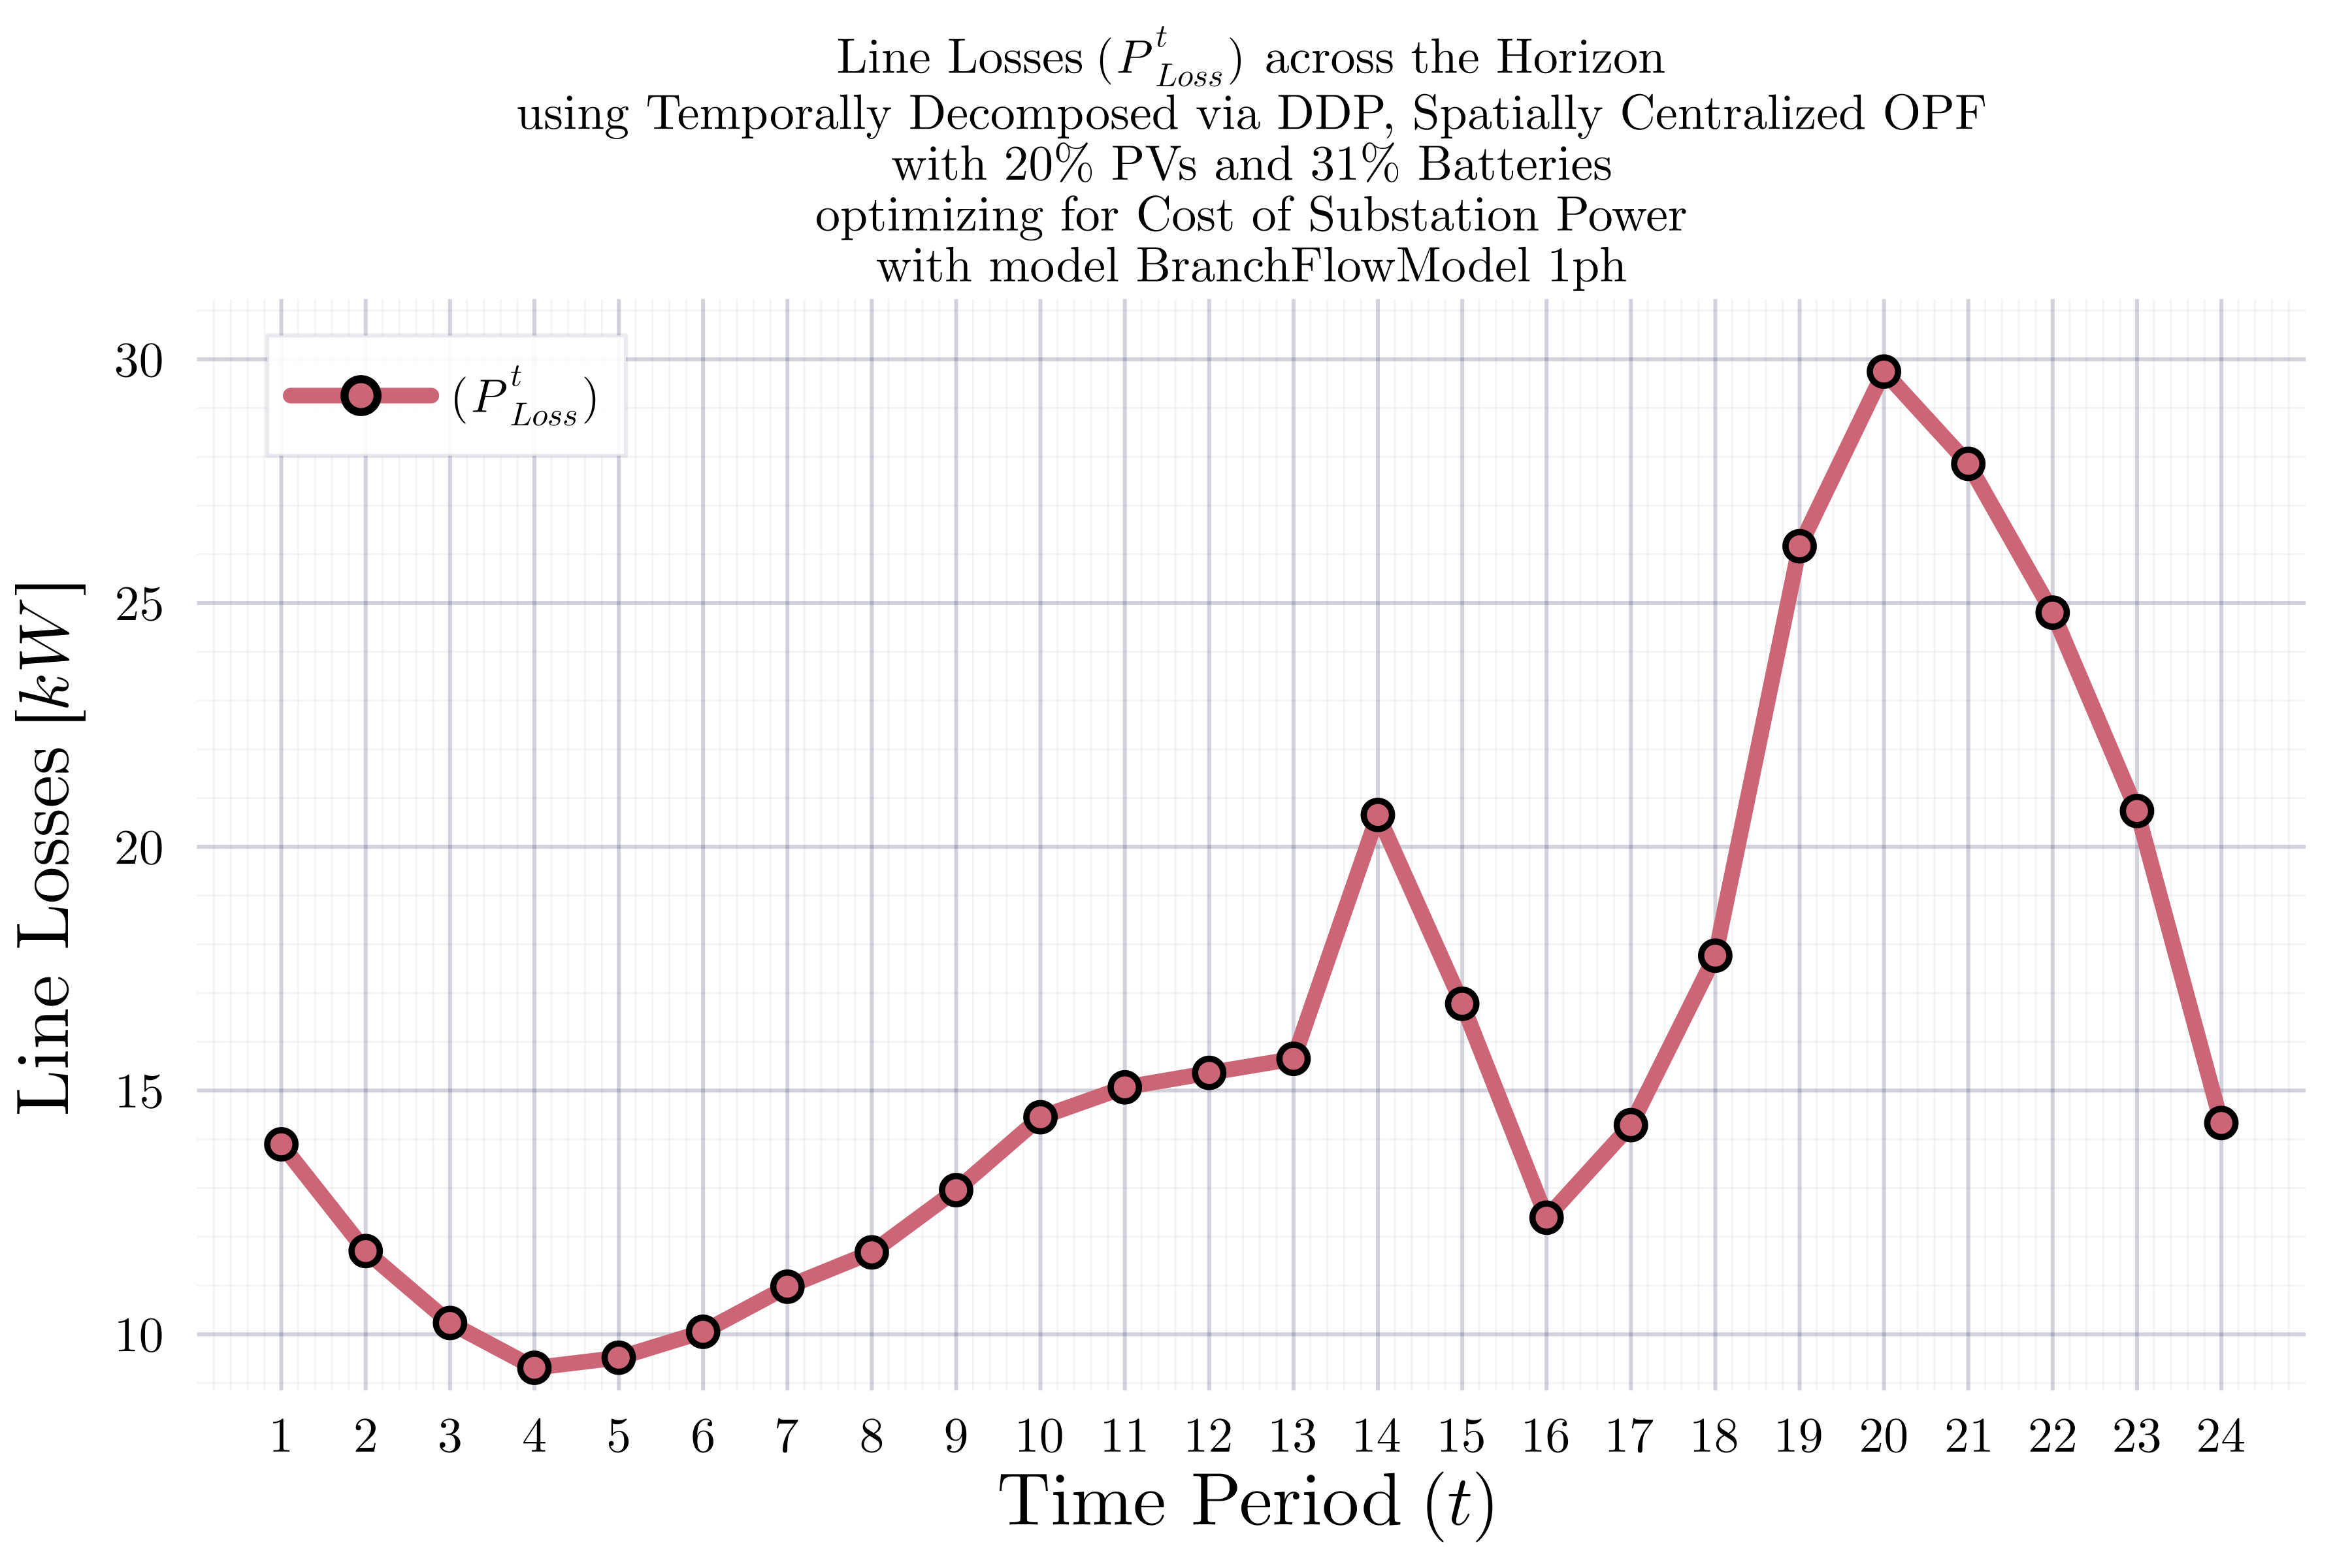 Line Losses (P^t_Loss) across the Horizon
using Temporally Decomposed via DDP, Spatially Centralized OPF
with 20% PVs and 31% Batteries
optimizing for Cost of Substation Power
with model BranchFlowModel 1ph
(P^t_Loss)
Line Losses [kW]
30
25
20
15
10
1 2 3 4 5 6 7 8 9 10 11 12 13 14 15 16 17 18 19 20 21 22 23 24
Time Period (t)